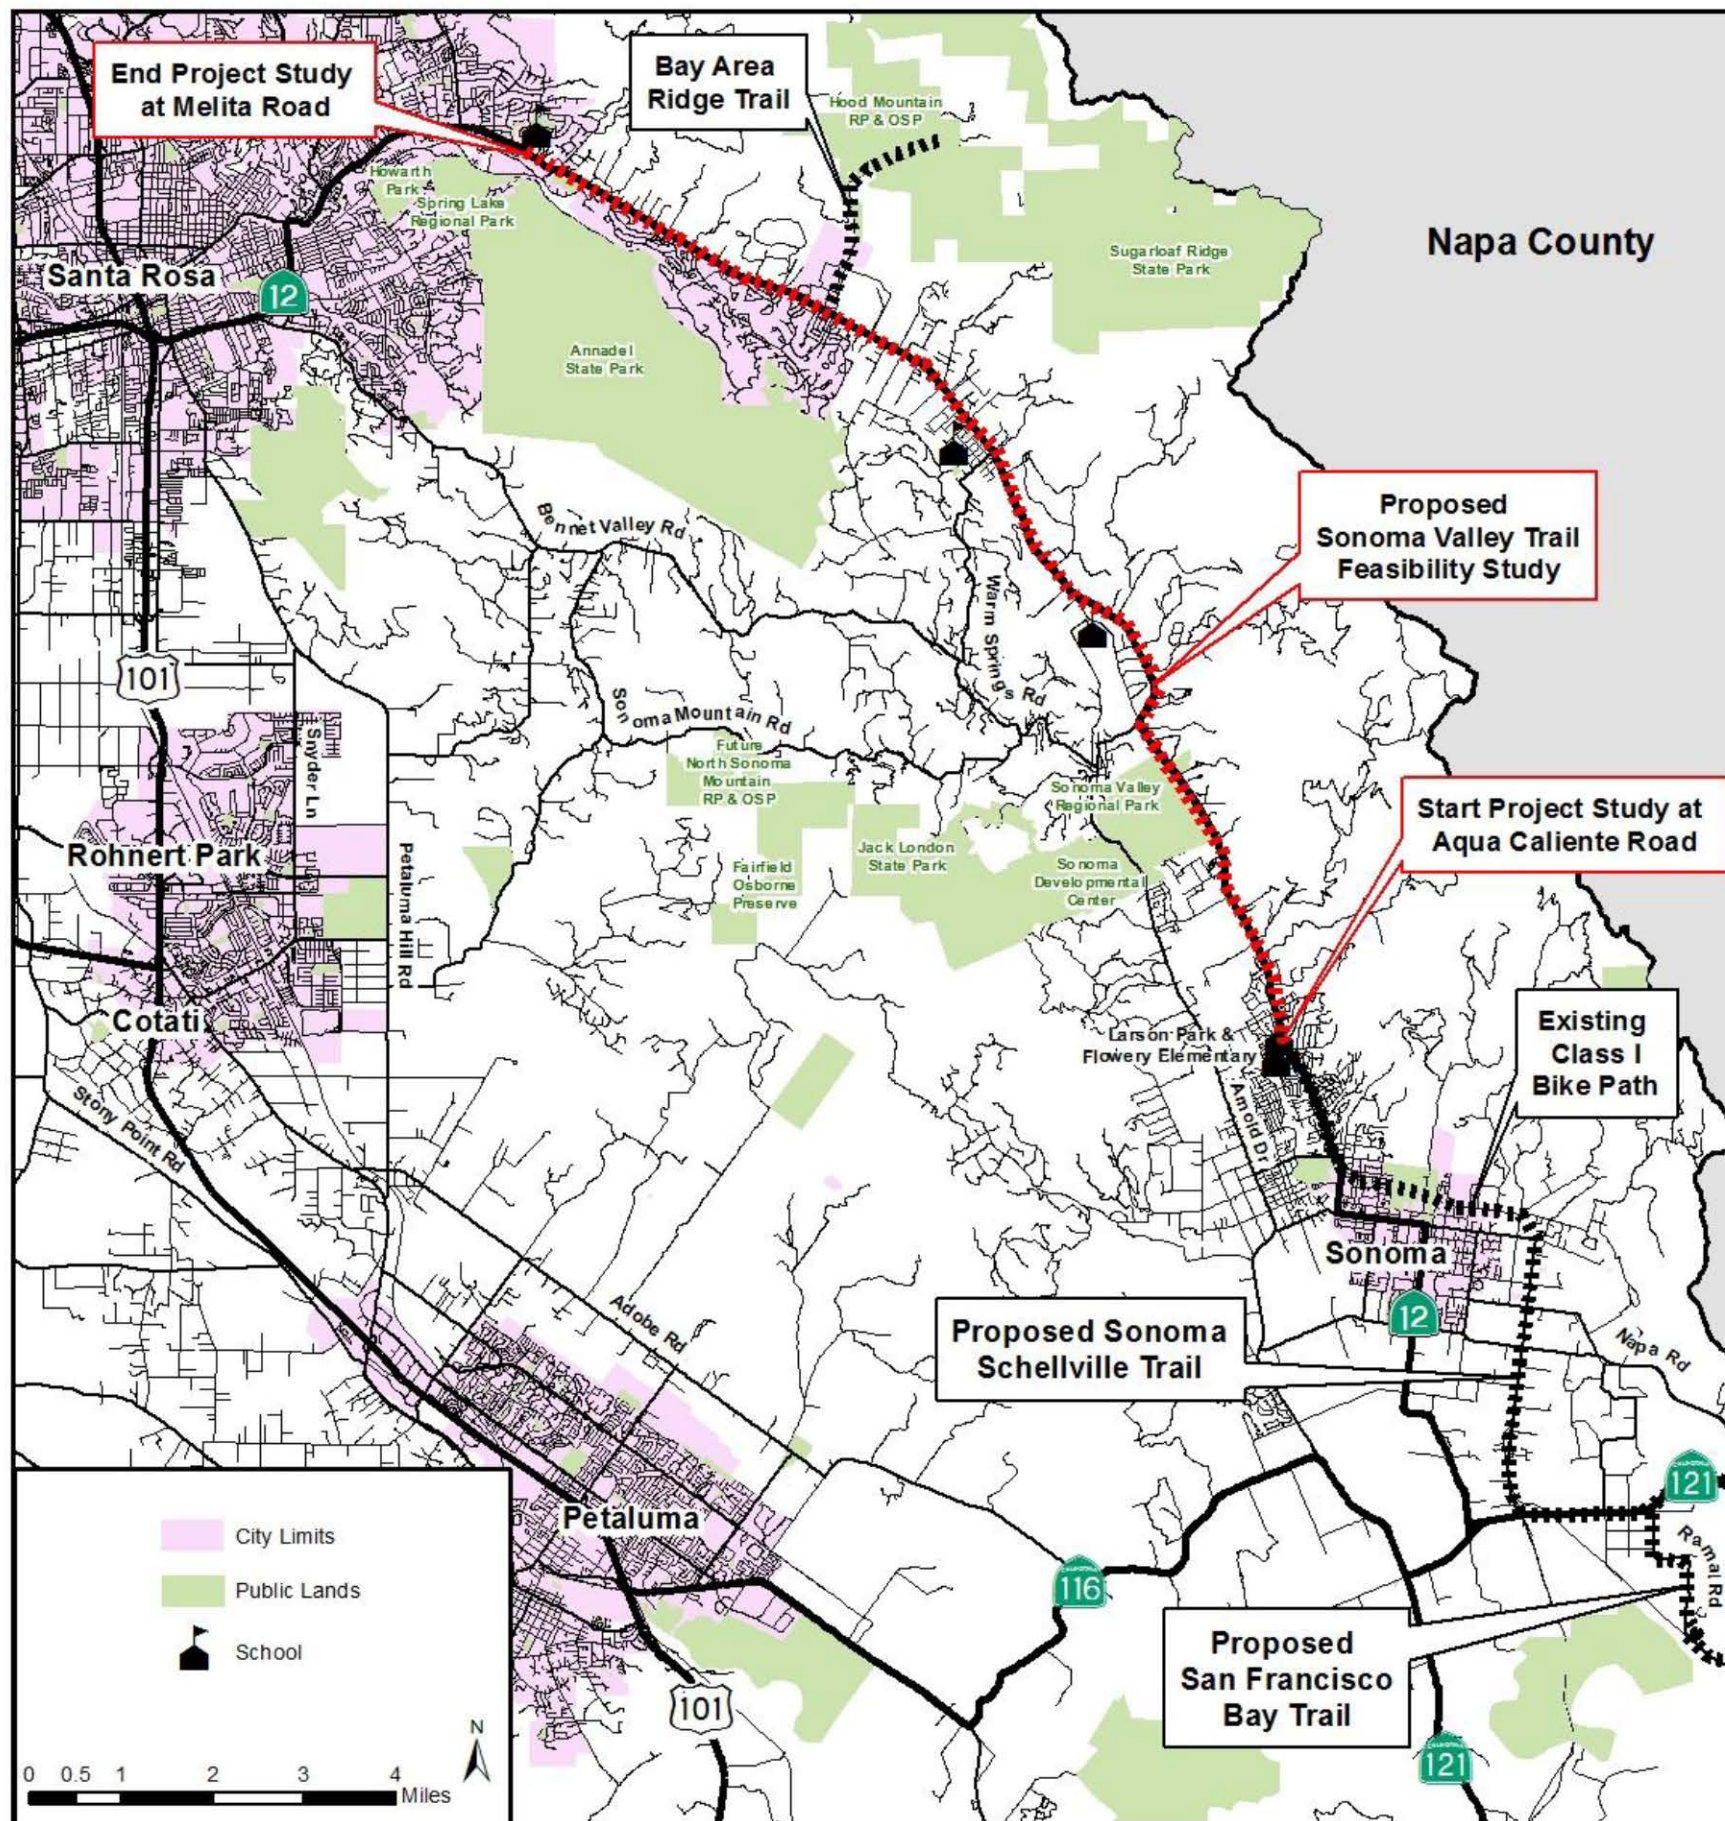 End Project Study
at Melita Road
Bay Area
Ridge Trail
Hood Mountain
RP & OSP
Howarth
Park
Spring Lake
Regional Park
Napa County
Sugarloaf Ridge
State Park
Santa Rosa
12
Annadel
State Park
Proposed
Sonoma Valley Trail
Feasibility Study
Bennet Valley Rd
Warm Springs Rd
101
Sonoma Mountain Rd
Snyder Ln
Future
North Sonoma
Mountain
RP & OSP
Sonoma Valley
Regional Park
Start Project Study at
Aqua Caliente Road
Rohnert Park
Petaluma Hill Rd
Jack London
State Park
Fairfield
Osborne
Preserve
Sonoma
Developmental
Center
Cotati
Larson Park &
Flowery Elementary
Existing
Class I
Bike Path
Stony Point Rd
Arnold Dr
Sonoma
Adobe Rd
12
Proposed Sonoma
Schellville Trail
Napa Rd
121
Petaluma
Ramal Rd
116
Proposed
San Francisco
Bay Trail
101
121
City Limits
Public Lands
School
N
0 0.5 1 2 3 4
Miles